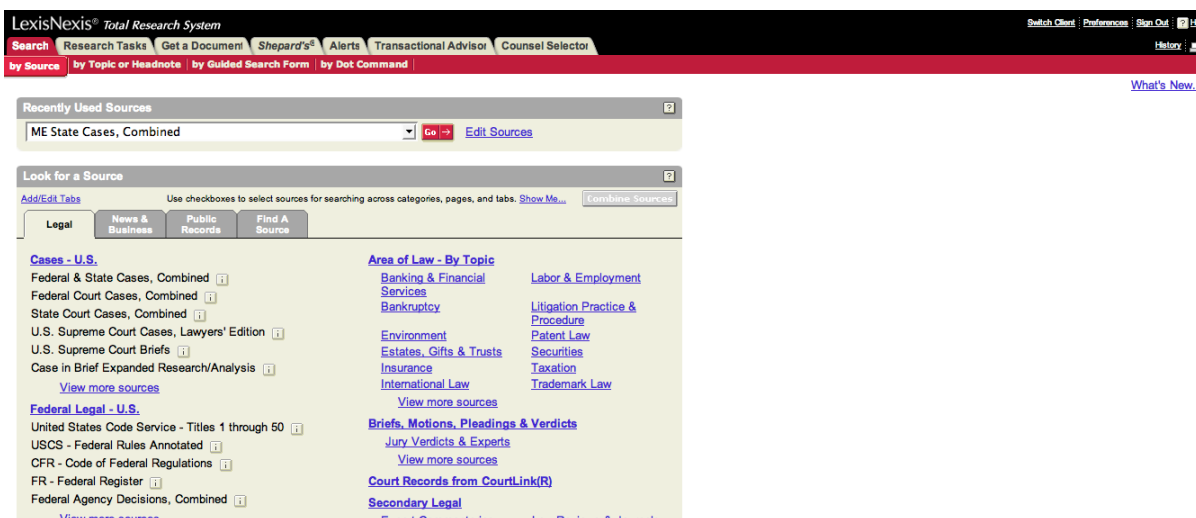 LexisNexis® Total Research System
Switch Client Preferences Sign Out ? H
Search Research Tasks Get a Document Shepard's® Alerts Transactional Advisor Counsel Selector
History
by Source by Topic or Headnote by Guided Search Form by Dot Command
What's New.
Recently Used Sources ?
ME State Cases, Combined Go → Edit Sources
Look for a Source ?
Add/Edit Tabs Use checkboxes to select sources for searching across categories, pages, and tabs. Show Me... Combine Sources
Legal
News & Business
Public Records
Find A Source
Cases - U.S.
Federal & State Cases, Combined i
Federal Court Cases, Combined i
State Court Cases, Combined i
U.S. Supreme Court Cases, Lawyers' Edition i
U.S. Supreme Court Briefs i
Case in Brief Expanded Research/Analysis i
View more sources
Federal Legal - U.S.
United States Code Service - Titles 1 through 50 i
USCS - Federal Rules Annotated i
CFR - Code of Federal Regulations i
FR - Federal Register i
Federal Agency Decisions, Combined i
View more sources
Area of Law - By Topic
Banking & Financial
Services
Labor & Employment
Bankruptcy
Litigation Practice &
Procedure
Environment
Patent Law
Estates, Gifts & Trusts
Securities
Insurance
Taxation
International Law
Trademark Law
View more sources
Briefs, Motions, Pleadings & Verdicts
Jury Verdicts & Experts
View more sources
Court Records from CourtLink(R)
Secondary Legal